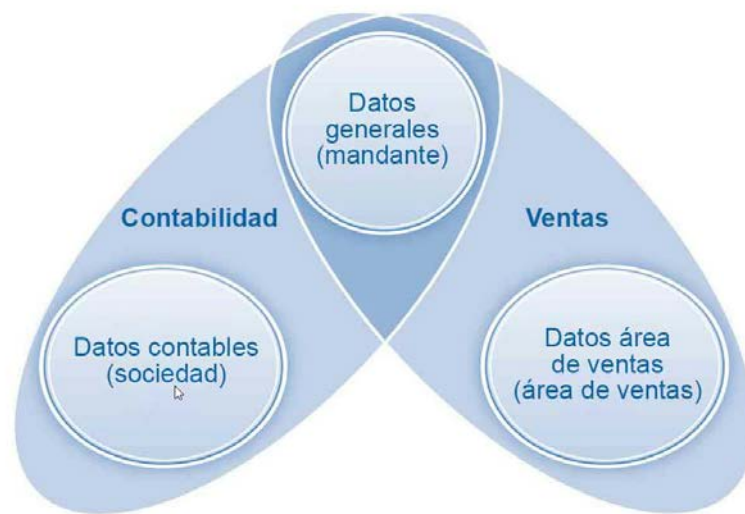 Datos
generales
(mandante)
Contabilidad
Ventas
Datos contables
(sociedad)
Datos área
de ventas
(área de ventas)